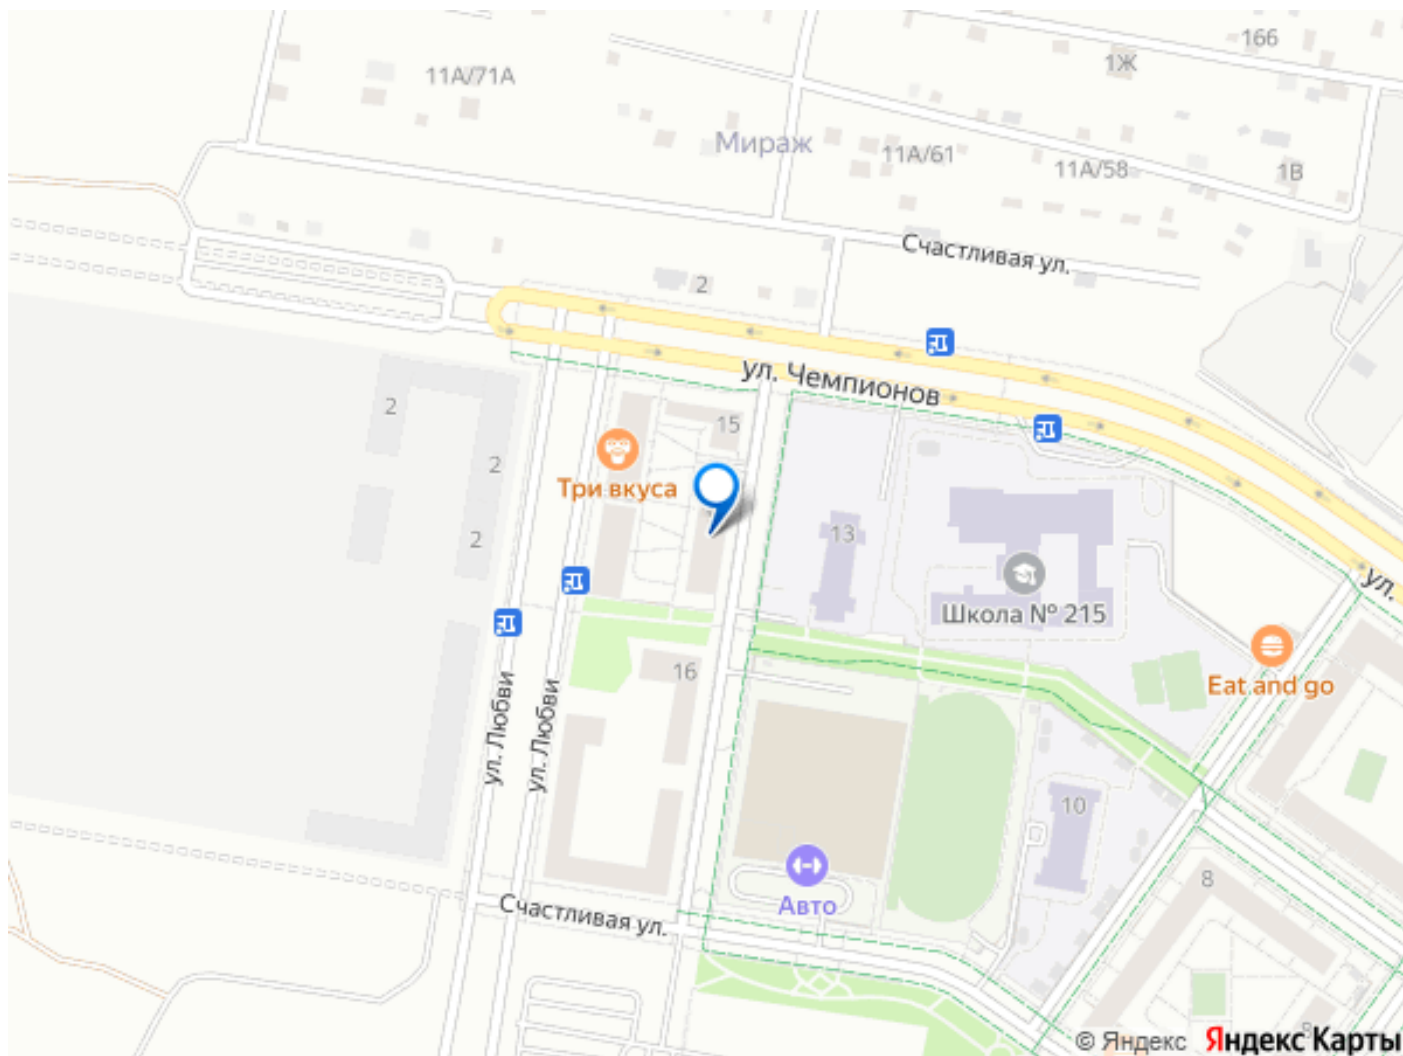 166
1Ж
11А/71А
Мираж
11А/61
11А/58
1В
Счастливая ул.
2
ул. Чемпионов
2
15
2
Три вкуса
2
13
Школа № 215
ул.
16
Eat and go
ул. Любви
ул. Любви
10
8
Авто
Счастливая ул.
© Яндекс Яндекс Карты